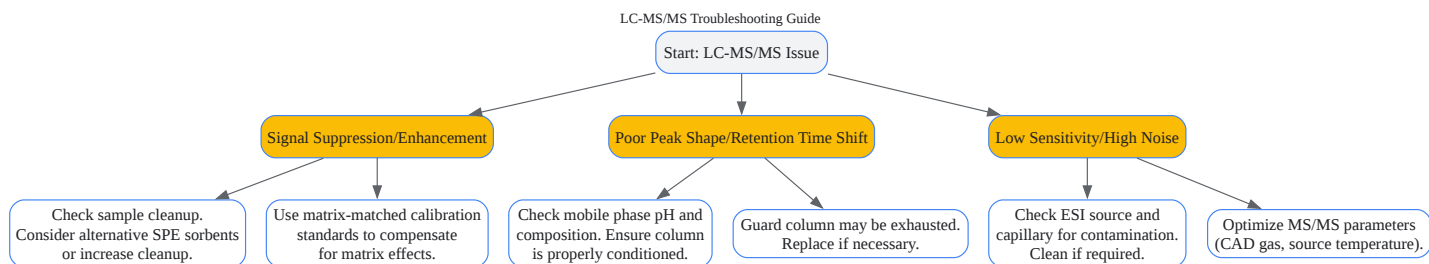 LC-MS/MS Troubleshooting Guide
Start: LC-MS/MS Issue
Signal Suppression/Enhancement
Poor Peak Shape/Retention Time Shift
Low Sensitivity/High Noise
Check sample cleanup.
Consider alternative SPE sorbents
or increase cleanup.
Use matrix-matched calibration
standards to compensate
for matrix effects.
Check mobile phase pH and
composition. Ensure column
is properly conditioned.
Guard column may be exhausted.
Replace if necessary.
Check ESI source and
capillary for contamination.
Clean if required.
Optimize MS/MS parameters
(CAD gas, source temperature).